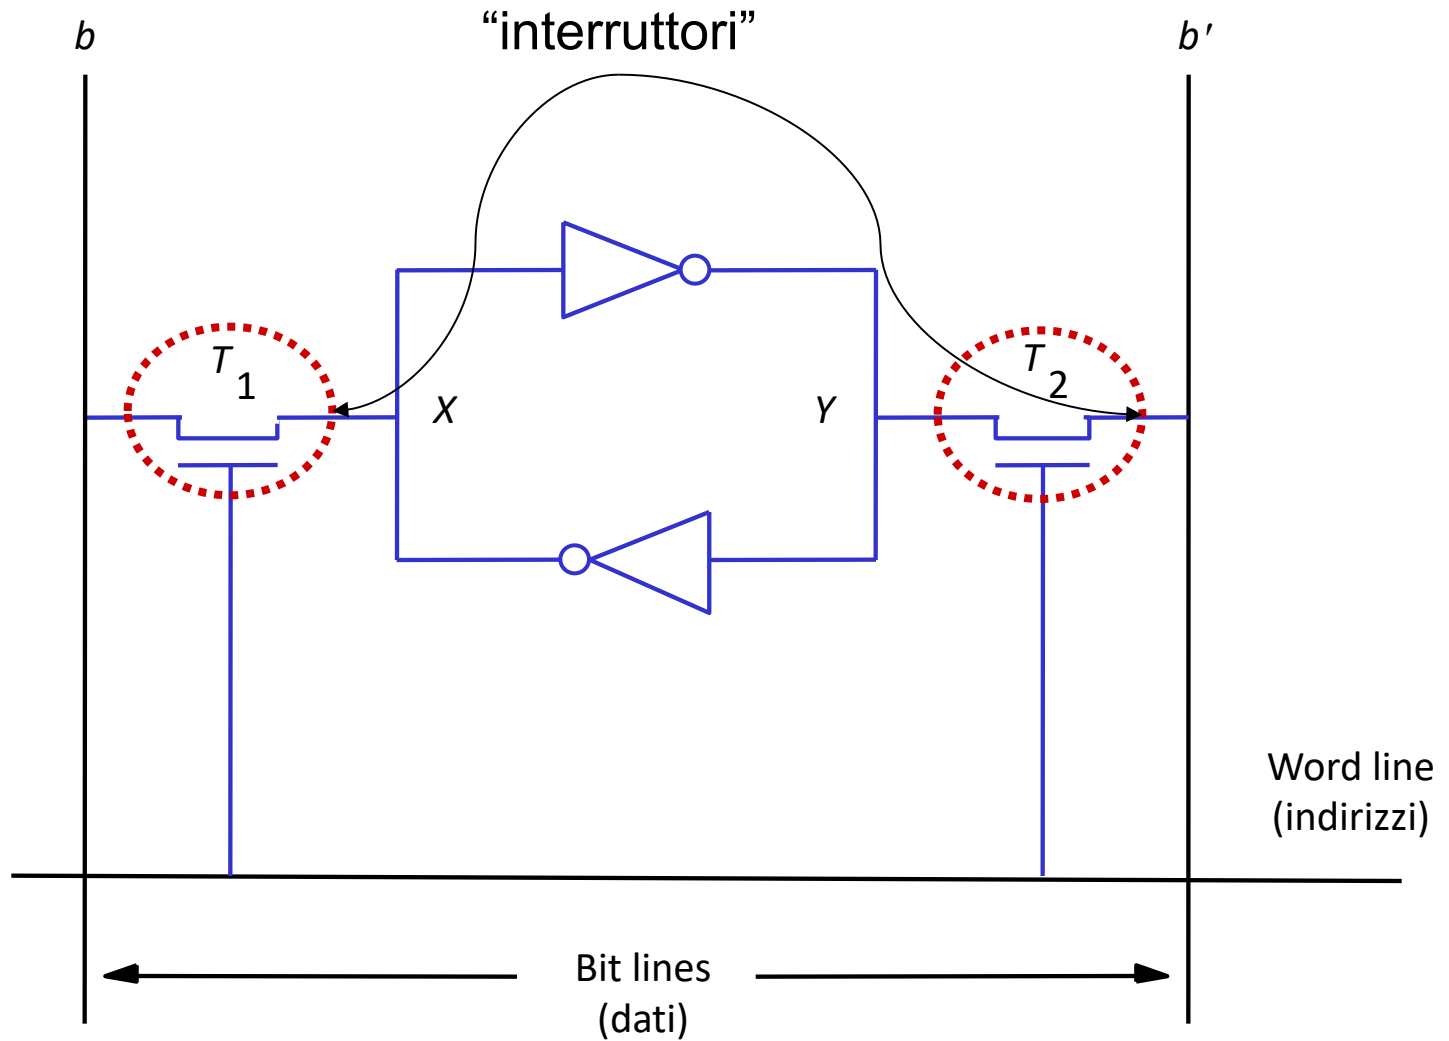 b
“interruttori”
b'
T1
T2
X
Y
Word line
(indirizzi)
Bit lines
(dati)